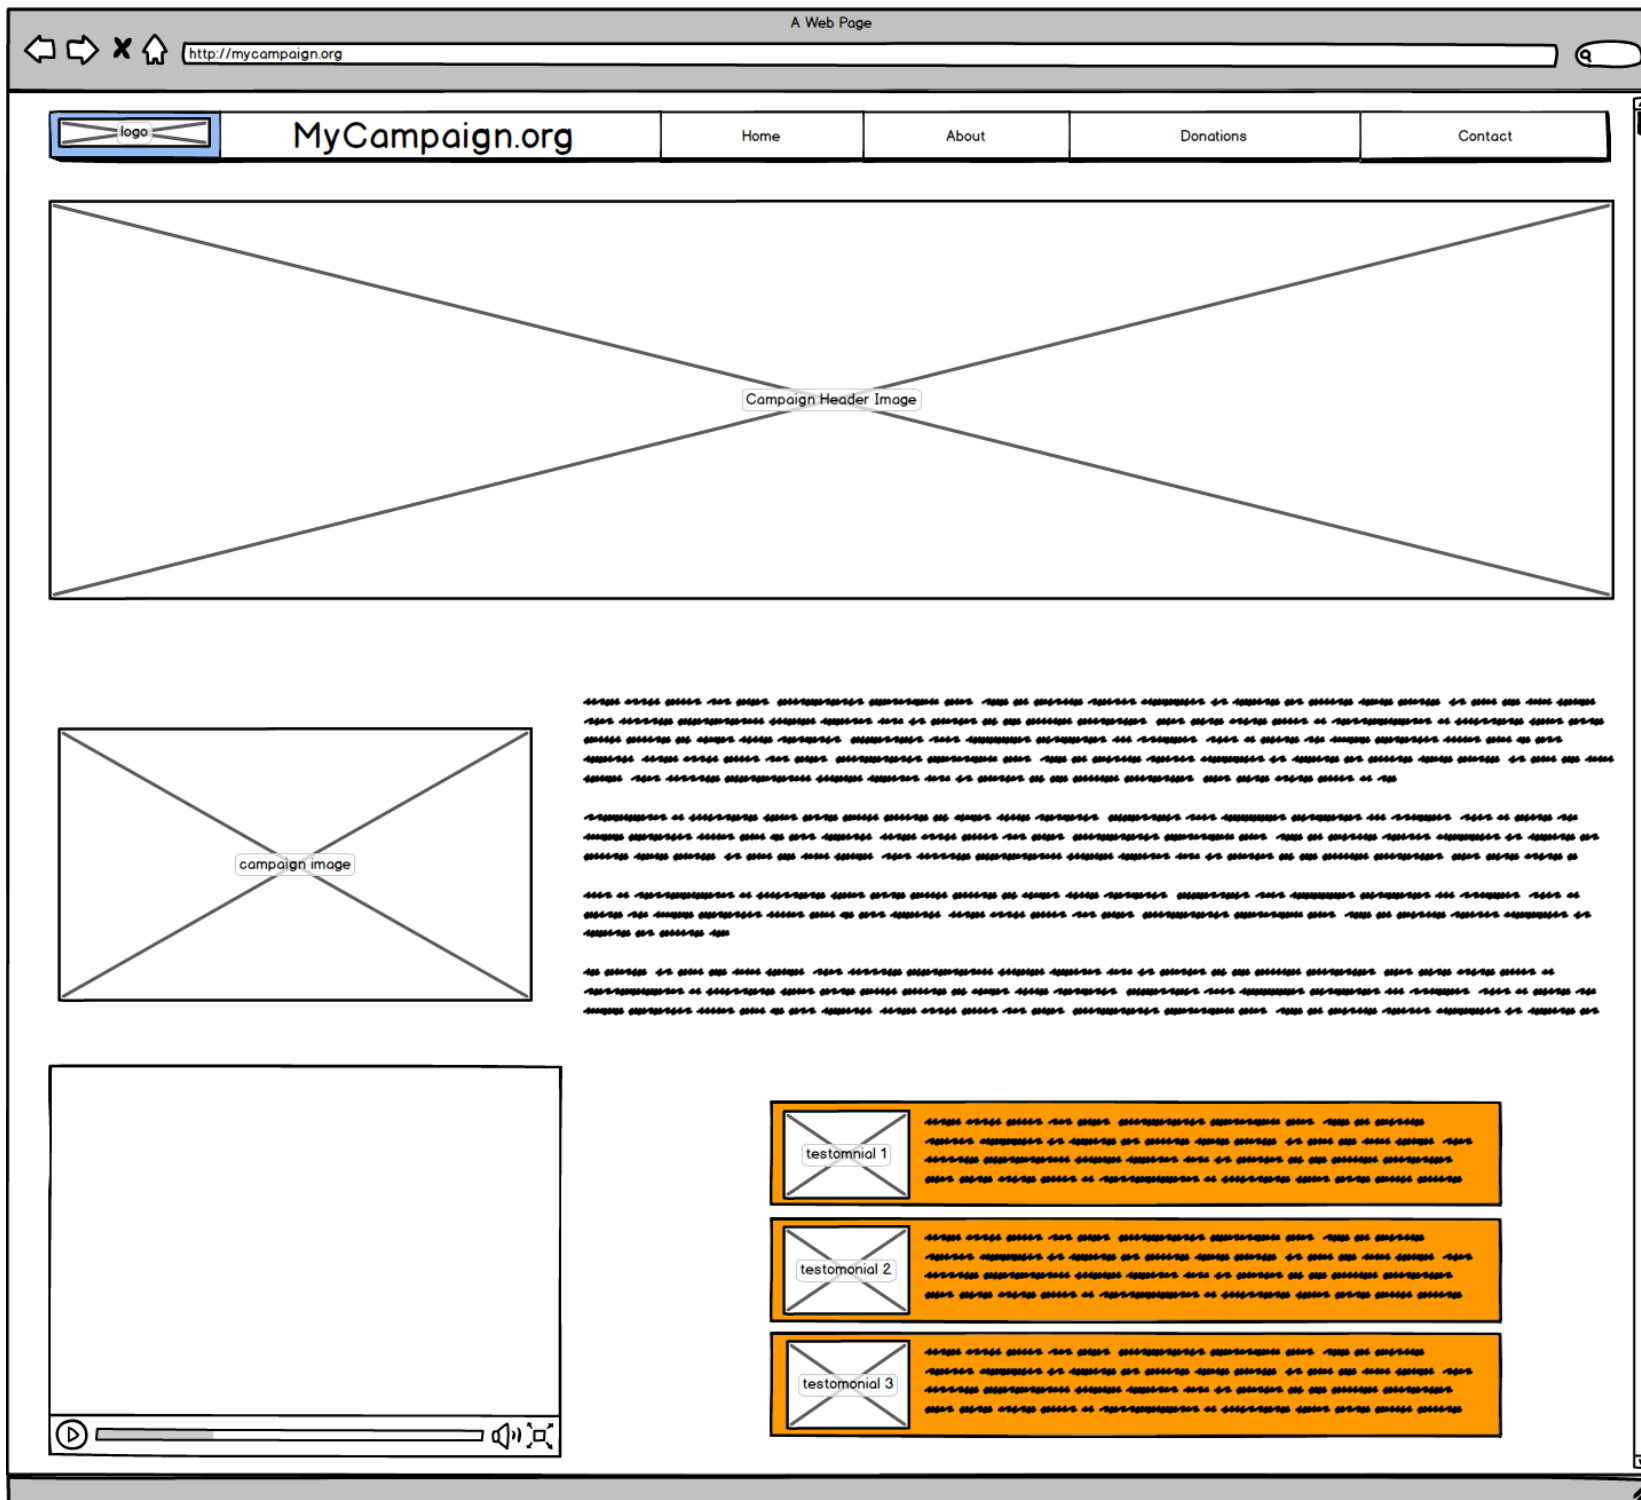 A Web Page
http://mycampaign.org
logo
MyCampaign.org
Home
About
Donations
Contact
Campaign Header Image
campaign image
testomnial 1
testomonial 2
testomonial 3